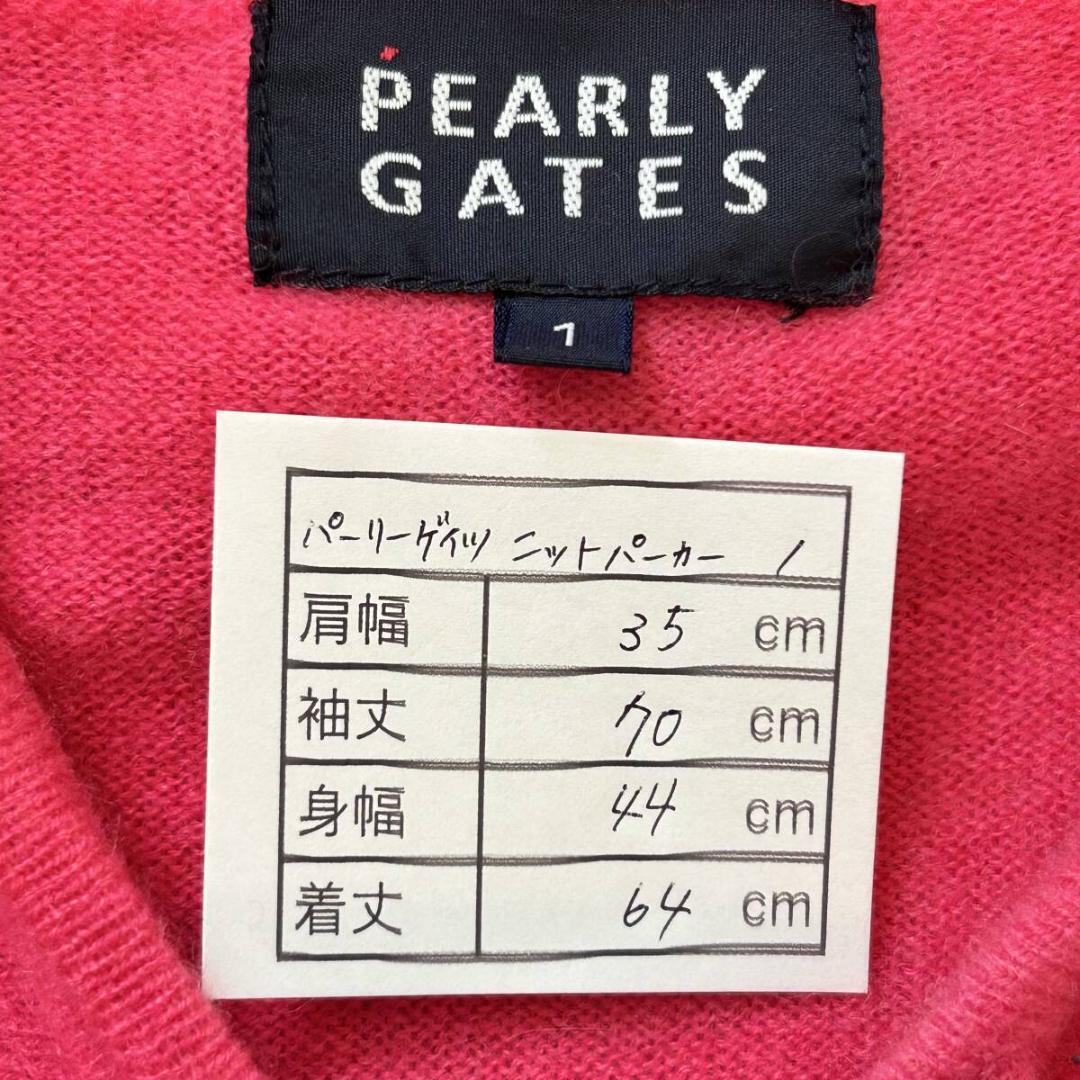 PEARLY
GATES
1
パーリーゲイツ ニットパーカー 1
肩幅 35 cm
袖丈 70 cm
身幅 44 cm
着丈 64 cm